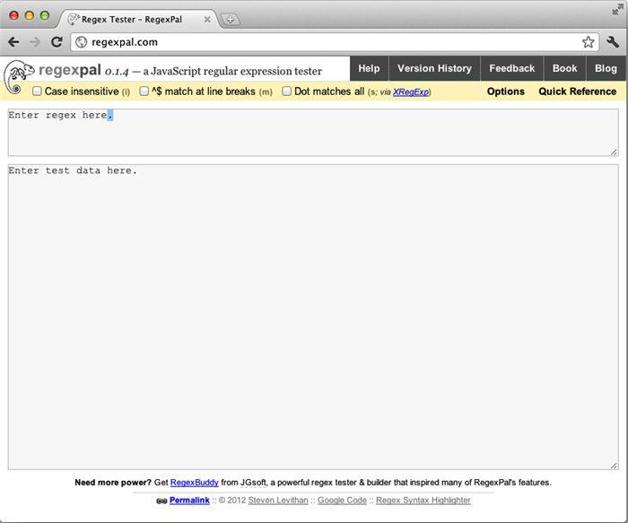 Regex Tester – RegexPal
regexpal.com
regexpal 0.1.4 — a JavaScript regular expression tester
Help Version History Feedback Book Blog
Case insensitive (i) ^$ match at line breaks (m) Dot matches all (s; via XRegExp) Options Quick Reference
Enter regex here.
Enter test data here.
Need more power? Get RegexBuddy from JGsoft, a powerful regex tester & builder that inspired many of RegexPal's features.
Permalink :: © 2012 Steven Levithan :: Google Code :: Regex Syntax Highlighter